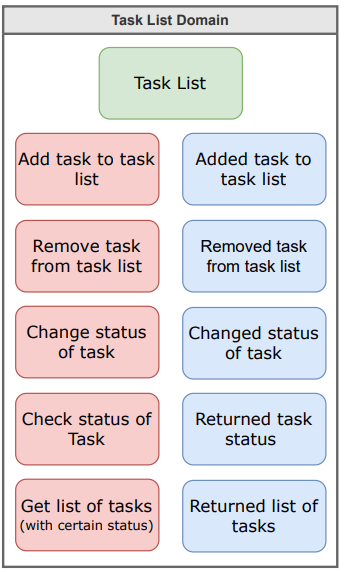 Task List Domain
Task List
Add task to task
list
Added task to
task list
Remove task
from task list
Removed task
from task list
Change status
of task
Changed status
of task
Check status of
Task
Returned task
status
Get list of tasks
(with certain status)
Returned list of
tasks